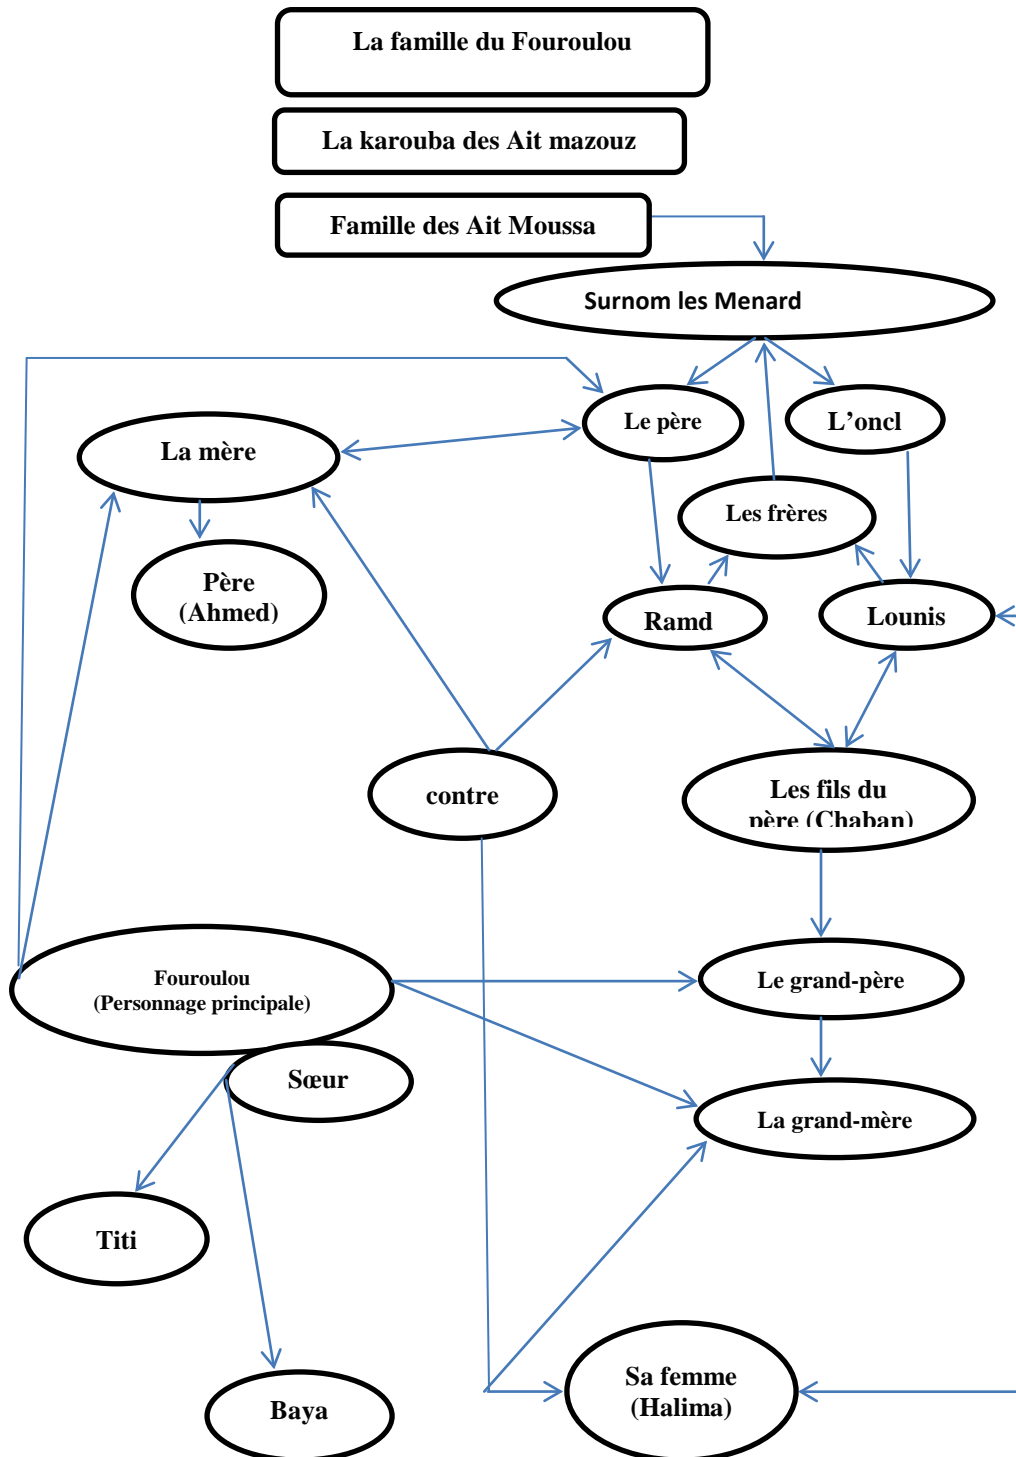 La famille du Fouroulou
La karouba des Ait mazouz
Famille des Ait Moussa
Surnom les Menard
Le père
L'oncl
La mère
Les frères
Père
(Ahmed)
Ramd
Lounis
contre
Les fils du
père (Chaban)
Fouroulou
(Personnage principale)
Le grand-père
Sœur
La grand-mère
Titi
Sa femme
(Halima)
Baya